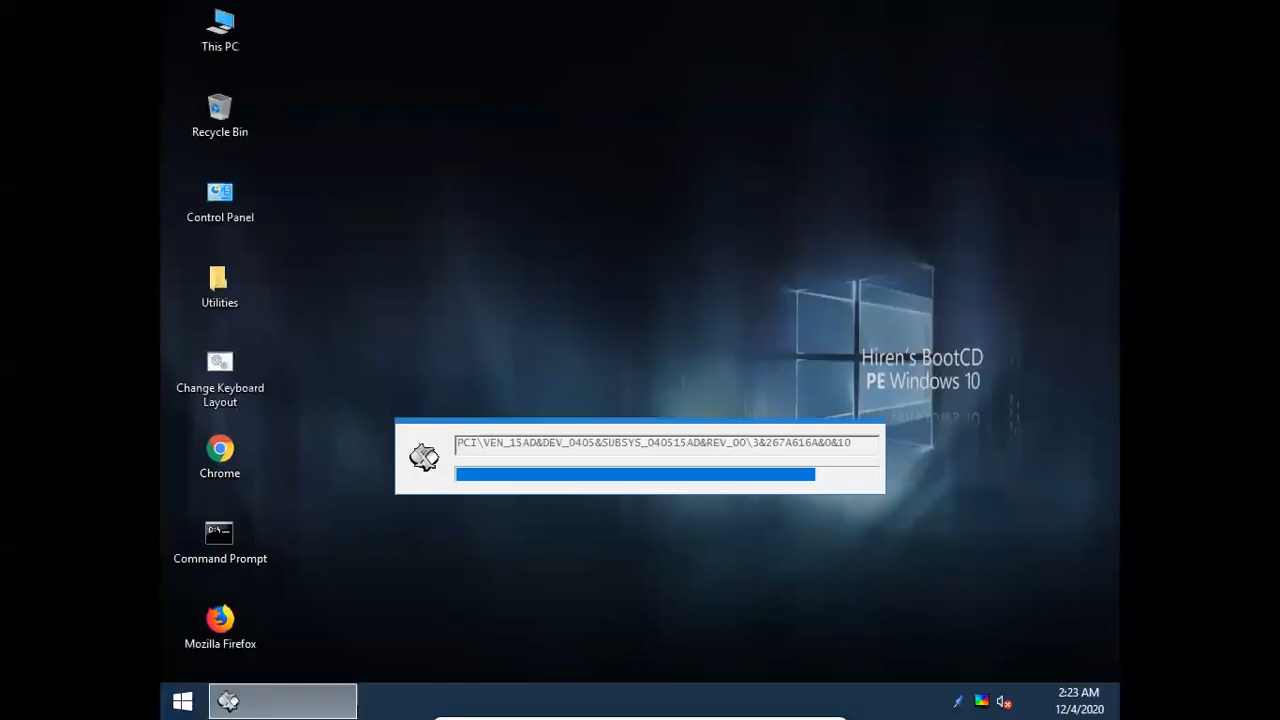 This PC
Recycle Bin
Control Panel
Utilities
Change Keyboard
Layout
Chrome
Command Prompt
Mozilla Firefox
Hiren's BootCD
PE Windows 10
PCI\VEN_15AD&DEV_0405&SUBSYS_040515AD&REV_00\3&267A616A&0&10
2:23 AM
12/4/2020